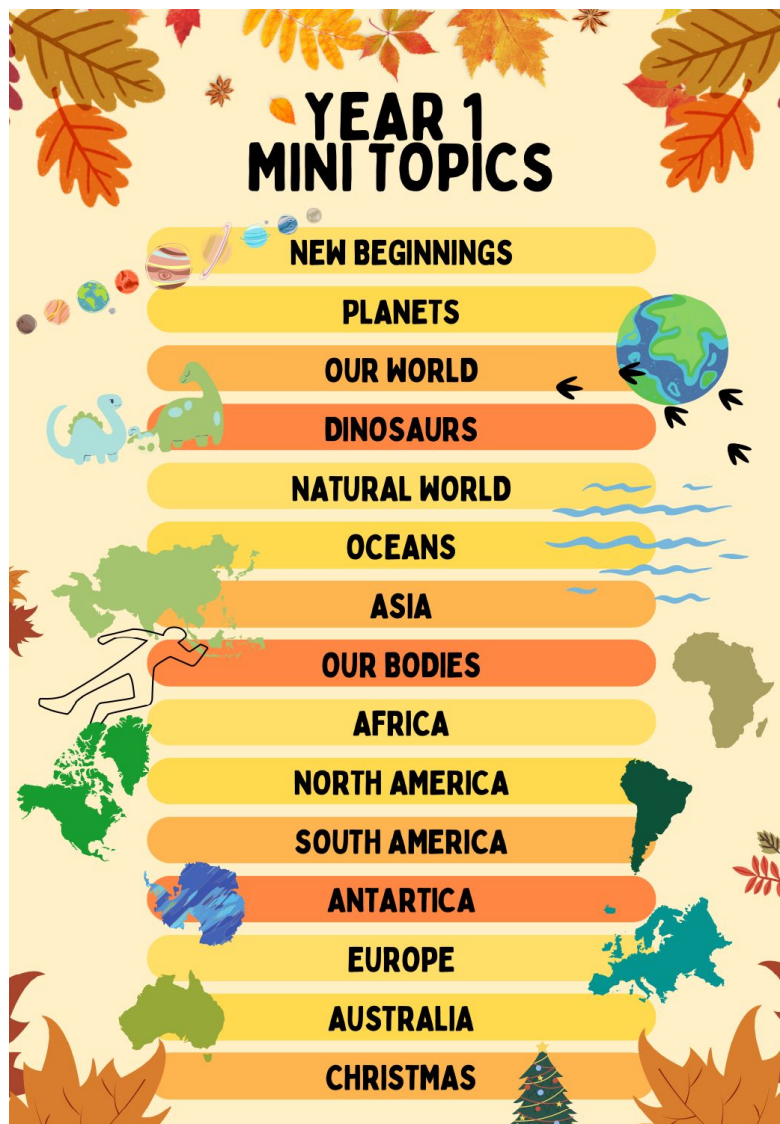 YEAR 1
MINI TOPICS
NEW BEGINNINGS
PLANETS
OUR WORLD
DINOSAURS
NATURAL WORLD
OCEANS
ASIA
OUR BODIES
AFRICA
NORTH AMERICA
SOUTH AMERICA
ANTARTICA
EUROPE
AUSTRALIA
CHRISTMAS